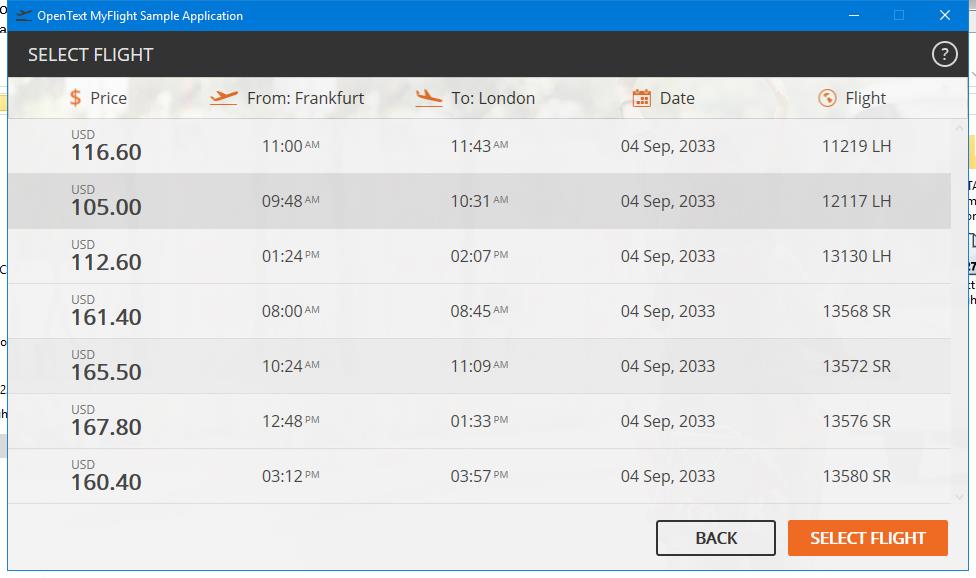 OpenText MyFlight Sample Application
SELECT FLIGHT
?
$ Price From: Frankfurt To: London Date Flight
USD
116.60 11:00 AM 11:43 AM 04 Sep, 2033 11219 LH
USD
105.00 09:48 AM 10:31 AM 04 Sep, 2033 12117 LH
USD
112.60 01:24 PM 02:07 PM 04 Sep, 2033 13130 LH
USD
161.40 08:00 AM 08:45 AM 04 Sep, 2033 13568 SR
USD
165.50 10:24 AM 11:09 AM 04 Sep, 2033 13572 SR
USD
167.80 12:48 PM 01:33 PM 04 Sep, 2033 13576 SR
USD
160.40 03:12 PM 03:57 PM 04 Sep, 2033 13580 SR
BACK SELECT FLIGHT